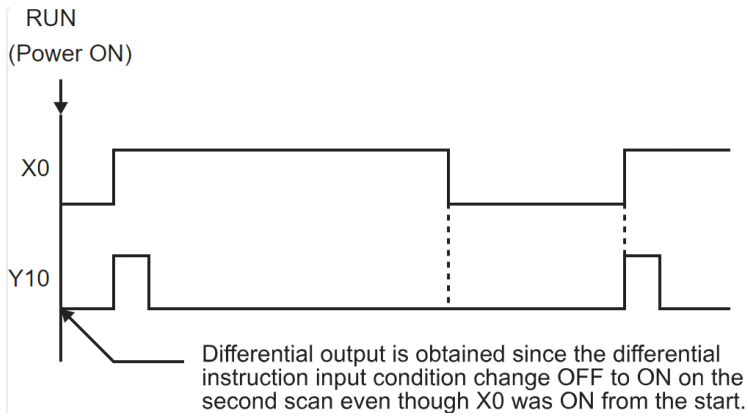 RUN
(Power ON)
X0
Y10
Differential output is obtained since the differential
instruction input condition change OFF to ON on the
second scan even though X0 was ON from the start.